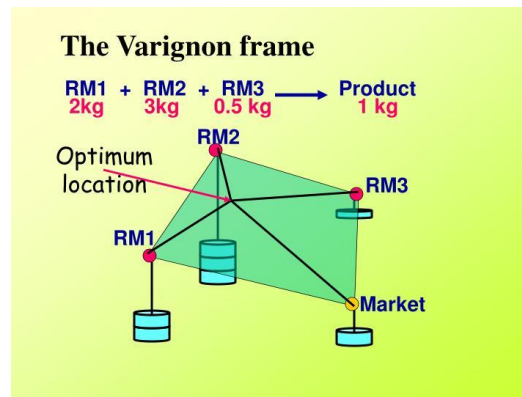 The Varignon frame
RM1 + RM2 + RM3 Product
2kg 3kg 0.5 kg 1 kg
RM2
Optimum
location
RM3
RM1
Market